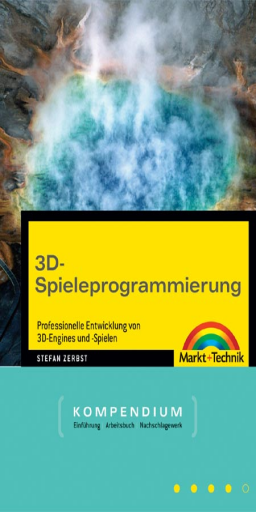 3D-
Spieleprogrammierung
Professionelle Entwicklung von
3D-Engines und -Spielen
STEFAN ZERBST
Markt+Technik
KOMPENDIUM
Einführung Arbeitsbuch Nachschlagewerk